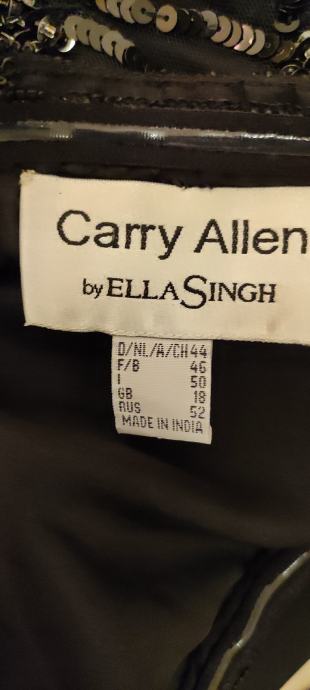 Carry Allen
by ELLA SINGH
D/NL/A/CH 44
F/B 46
I 50
GB 18
RUS 52
MADE IN INDIA